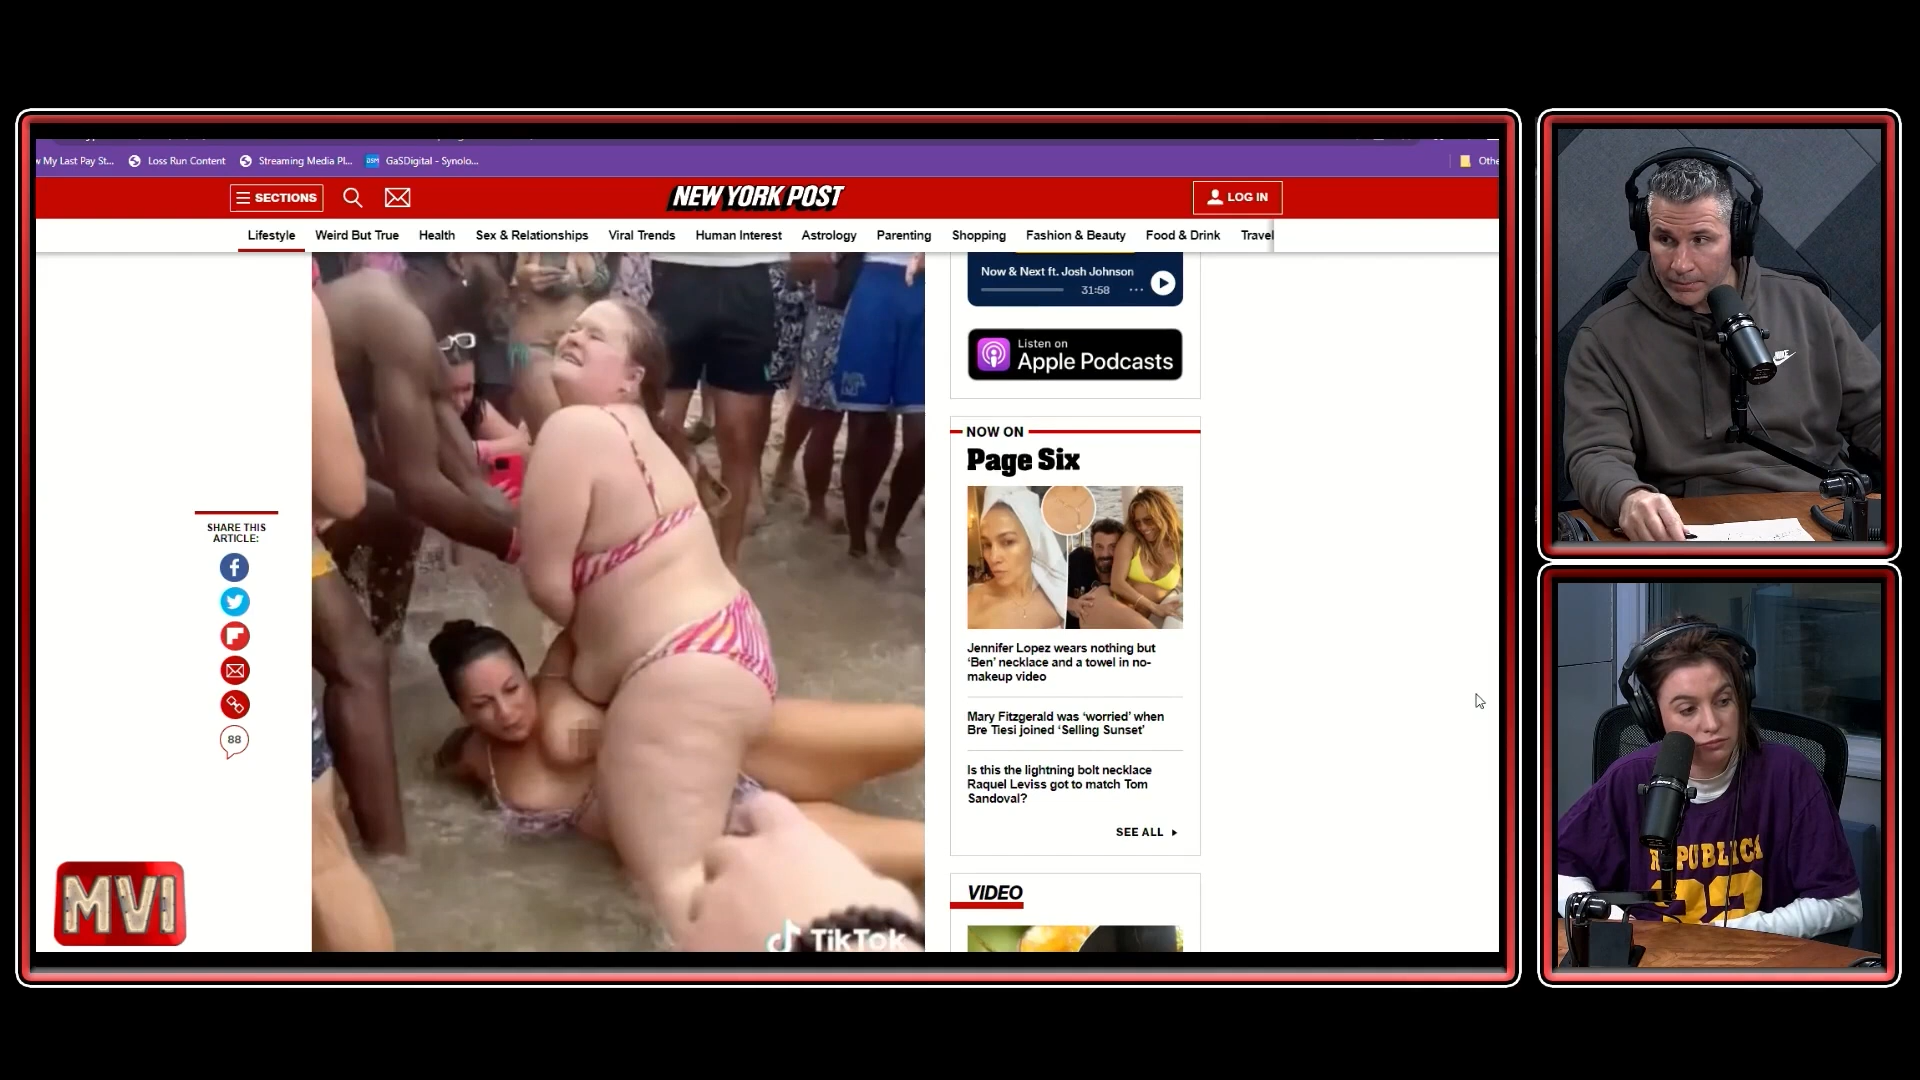 w My Last Pay St...
Loss Run Content
Streaming Media Pl...
DSM
GaSDigital - Synolo...
Othe
SECTIONS
NEW YORK POST
LOG IN
Lifestyle
Weird But True
Health
Sex & Relationships
Viral Trends
Human Interest
Astrology
Parenting
Shopping
Fashion & Beauty
Food & Drink
Travel
Now & Next ft. Josh Johnson
31:58
Listen on
Apple Podcasts
NOW ON
Page Six
SHARE THIS
ARTICLE:
88
Jennifer Lopez wears nothing but
‘Ben’ necklace and a towel in no-
makeup video
Mary Fitzgerald was ‘worried’ when
Bre Tiesi joined ‘Selling Sunset’
Is this the lightning bolt necklace
Raquel Leviss got to match Tom
Sandoval?
SEE ALL
VIDEO
TikTok
MVI